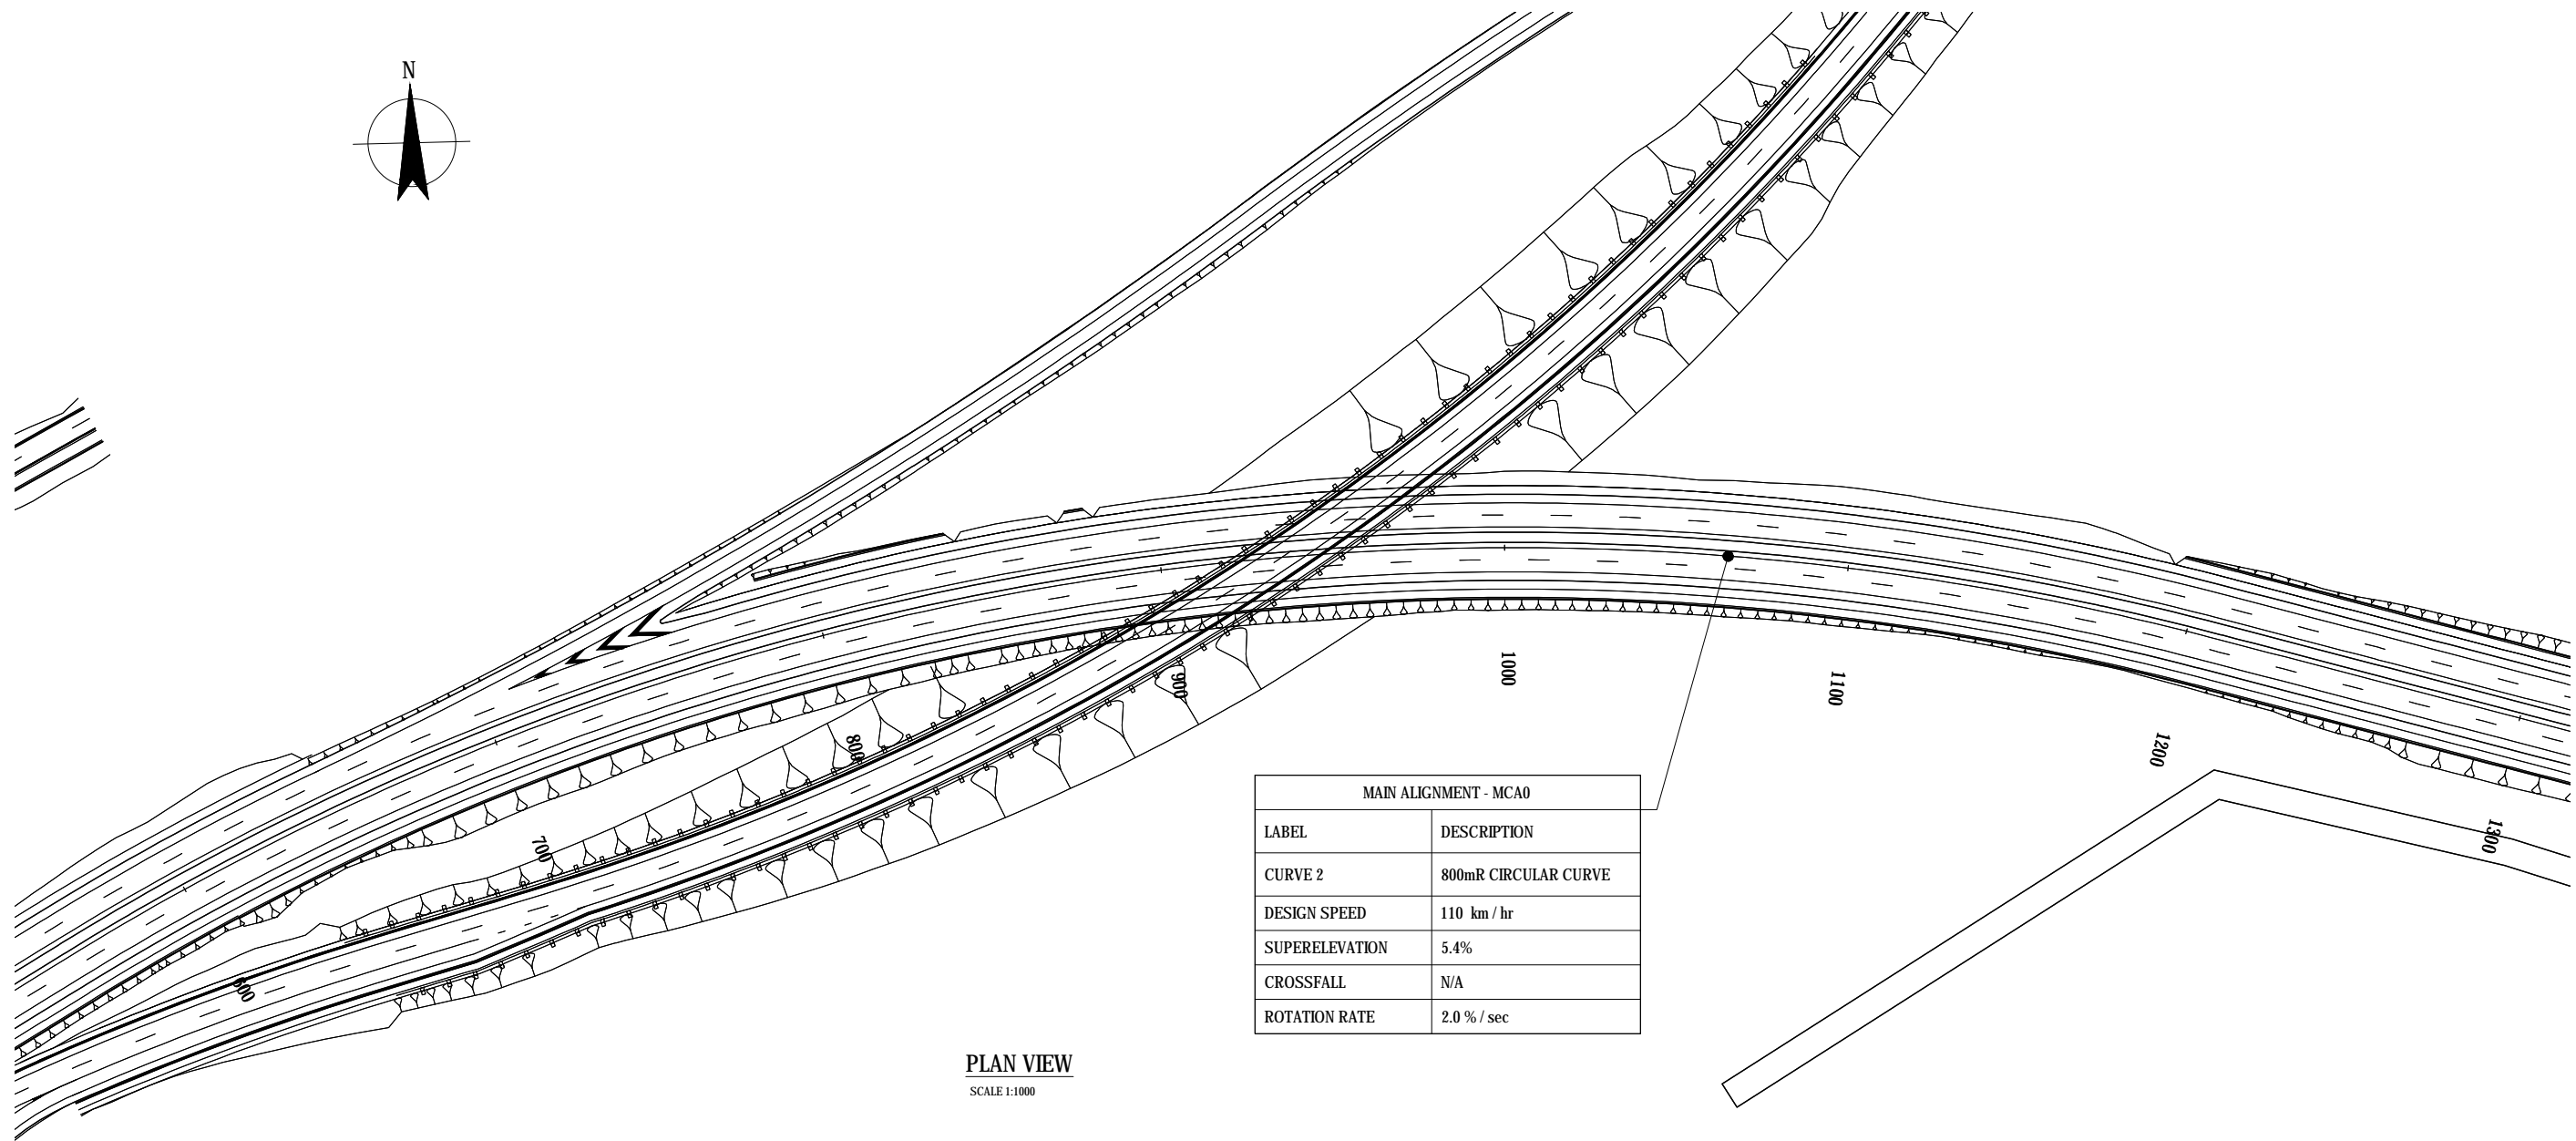 N
600
700
800
900
1000
1100
1200
1300
MAIN ALIGNMENT - MCA0
LABEL DESCRIPTION
CURVE 2 800mR CIRCULAR CURVE
DESIGN SPEED 110 km / hr
SUPERELEVATION 5.4%
CROSSFALL N/A
ROTATION RATE 2.0 % / sec
PLAN VIEW
SCALE 1:1000